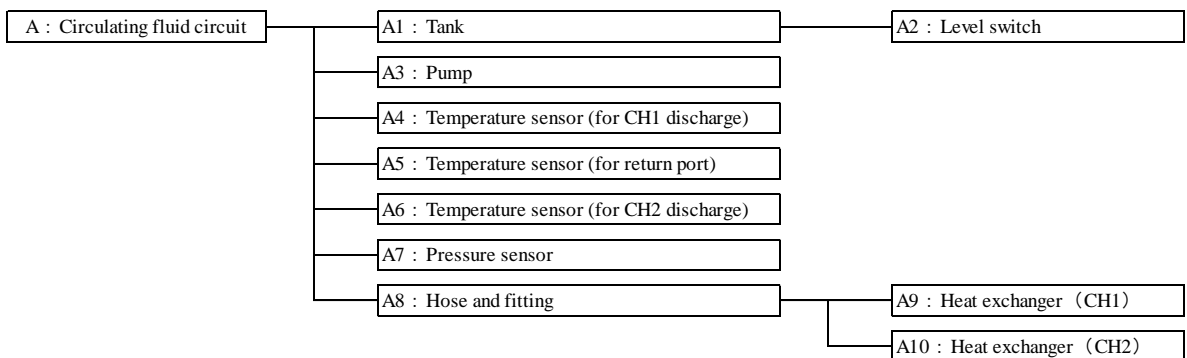 A : Circulating fluid circuit
A1 : Tank
A2 : Level switch
A3 : Pump
A4 : Temperature sensor (for CH1 discharge)
A5 : Temperature sensor (for return port)
A6 : Temperature sensor (for CH2 discharge)
A7 : Pressure sensor
A8 : Hose and fitting
A9 : Heat exchanger（CH1）
A10 : Heat exchanger（CH2）